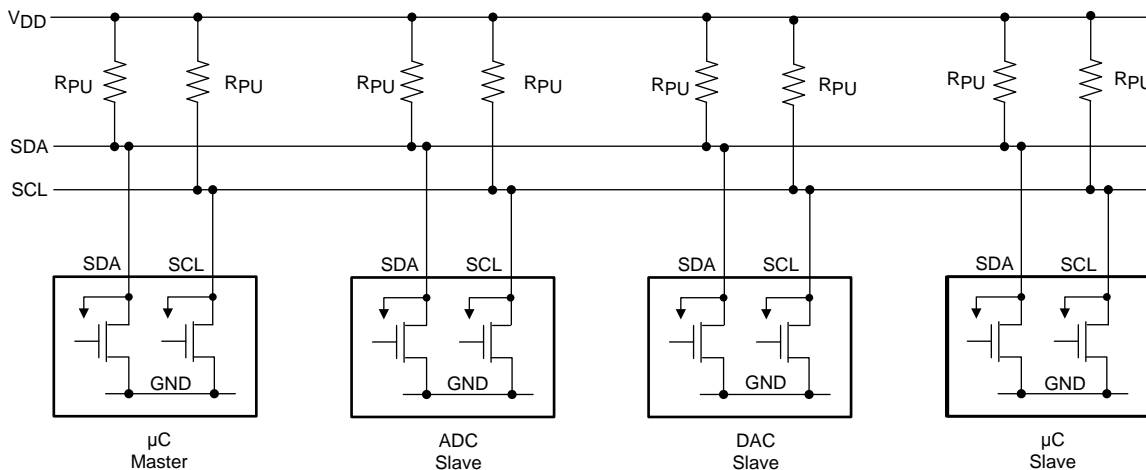 VDD
RPU RPU RPU RPU RPU RPU RPU RPU
SDA
SCL
SDA SCL SDA SCL SDA SCL SDA SCL
GND GND GND GND
µC
Master
ADC
Slave
DAC
Slave
µC
Slave